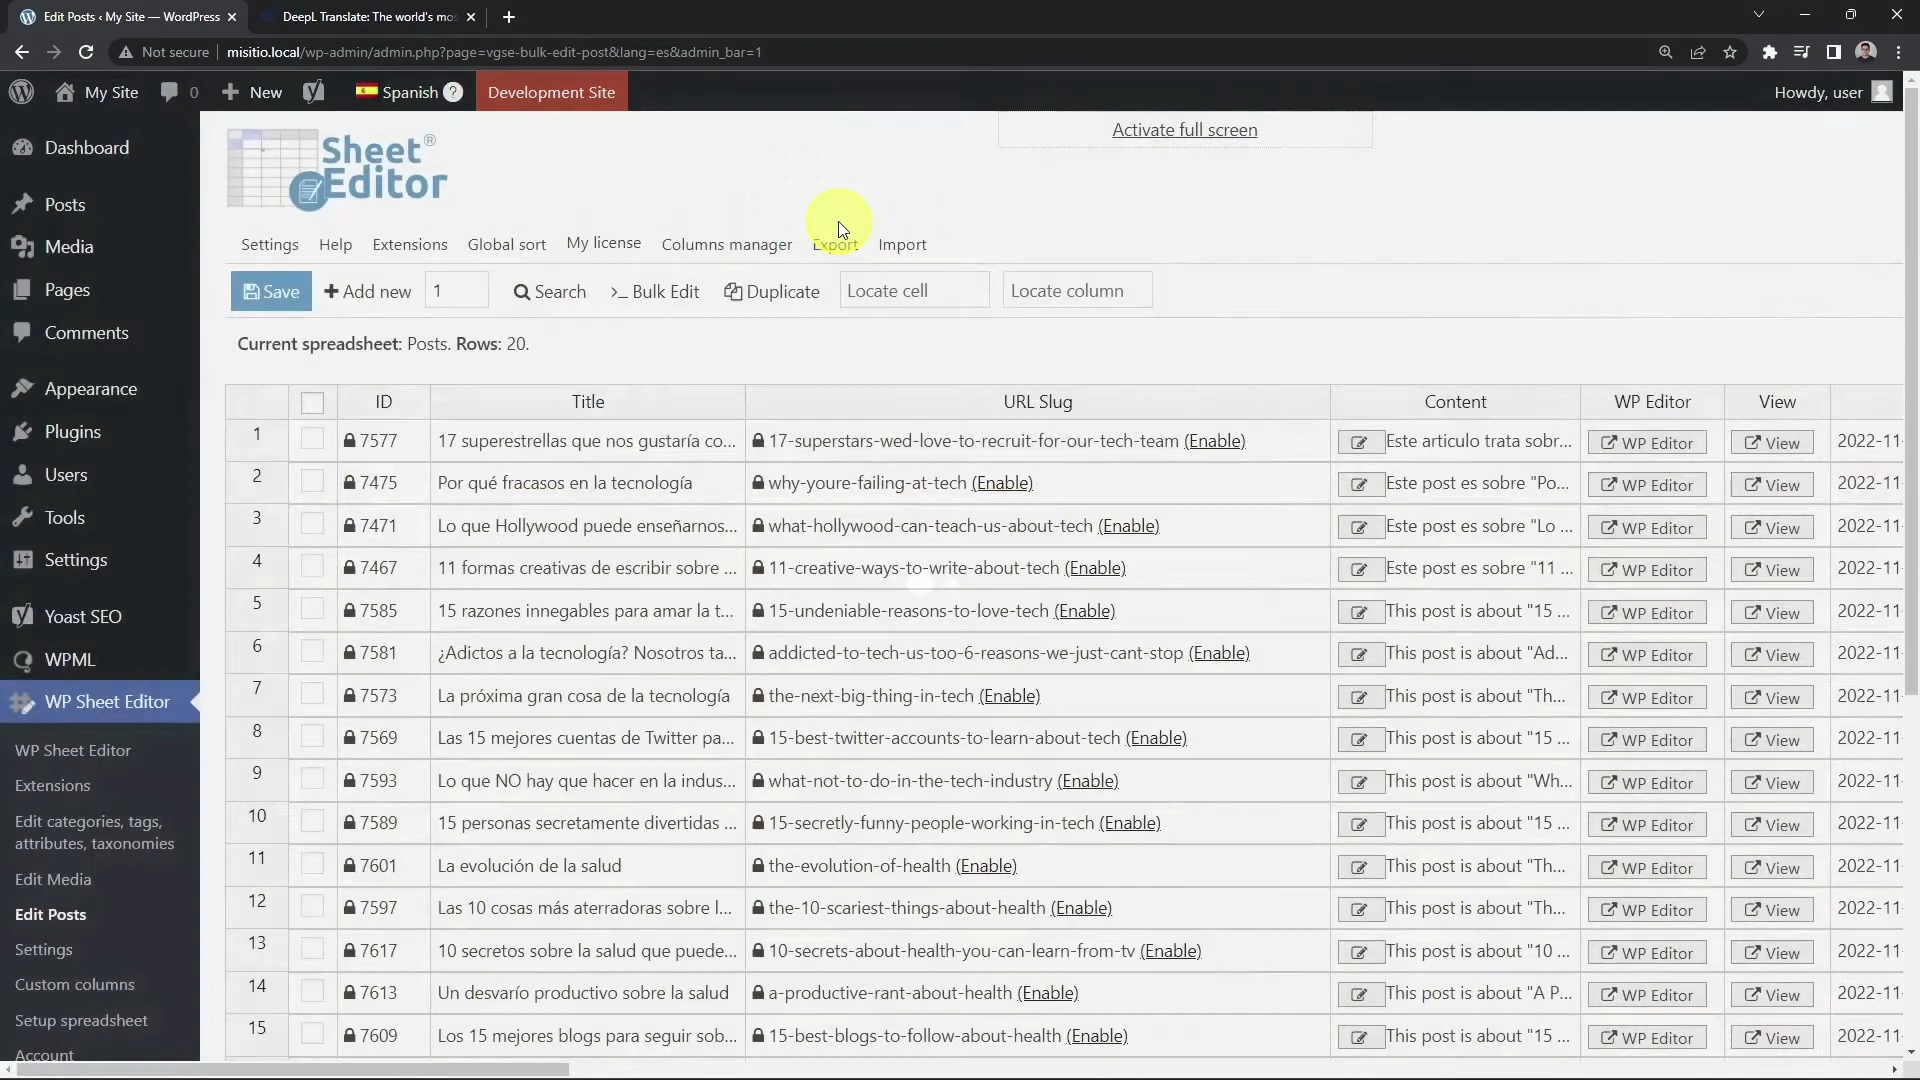 Edit Posts ‹ My Site — WordPress
DeepL Translate: The world's mos
Not secure
misitio.local/wp-admin/admin.php?page=vgse-bulk-edit-post&lang=es&admin_bar=1
My Site
0
New
Spanish
Development Site
Howdy, user
Dashboard
Posts
Media
Pages
Comments
Appearance
Plugins
Users
Tools
Settings
Yoast SEO
WPML
WP Sheet Editor
WP Sheet Editor
Extensions
Edit categories, tags,
attributes, taxonomies
Edit Media
Edit Posts
Settings
Custom columns
Setup spreadsheet
Account
Activate full screen
Sheet®
Editor
Settings Help Extensions Global sort My license Columns manager Export Import
Save Add new 1 Search Bulk Edit Duplicate Locate cell Locate column
Current spreadsheet: Posts. Rows: 20.
ID Title URL Slug Content WP Editor View
1 7577 17 superestrellas que nos gustaría co... 17-superstars-wed-love-to-recruit-for-our-tech-team (Enable) Este articulo trata sobr... WP Editor View 2022-11
2 7475 Por qué fracasos en la tecnología why-youre-failing-at-tech (Enable) Este post es sobre "Po... WP Editor View 2022-11
3 7471 Lo que Hollywood puede enseñarnos... what-hollywood-can-teach-us-about-tech (Enable) Este post es sobre "Lo ... WP Editor View 2022-11
4 7467 11 formas creativas de escribir sobre ... 11-creative-ways-to-write-about-tech (Enable) Este post es sobre "11 ... WP Editor View 2022-11
5 7585 15 razones innegables para amar la t... 15-undeniable-reasons-to-love-tech (Enable) This post is about "15 ... WP Editor View 2022-11
6 7581 ¿Adictos a la tecnología? Nosotros ta... addicted-to-tech-us-too-6-reasons-we-just-cant-stop (Enable) This post is about "Ad... WP Editor View 2022-11
7 7573 La próxima gran cosa de la tecnología the-next-big-thing-in-tech (Enable) This post is about "Th... WP Editor View 2022-11
8 7569 Las 15 mejores cuentas de Twitter pa... 15-best-twitter-accounts-to-learn-about-tech (Enable) This post is about "15 ... WP Editor View 2022-11
9 7593 Lo que NO hay que hacer en la indus... what-not-to-do-in-the-tech-industry (Enable) This post is about "Wh... WP Editor View 2022-11
10 7589 15 personas secretamente divertidas ... 15-secretly-funny-people-working-in-tech (Enable) This post is about "15 ... WP Editor View 2022-11
11 7601 La evolución de la salud the-evolution-of-health (Enable) This post is about "Th... WP Editor View 2022-11
12 7597 Las 10 cosas más aterradoras sobre l... the-10-scariest-things-about-health (Enable) This post is about "Th... WP Editor View 2022-11
13 7617 10 secretos sobre la salud que puede... 10-secrets-about-health-you-can-learn-from-tv (Enable) This post is about "10 ... WP Editor View 2022-11
14 7613 Un desvarío productivo sobre la salud a-productive-rant-about-health (Enable) This post is about "A P... WP Editor View 2022-11
15 7609 Los 15 mejores blogs para seguir sob... 15-best-blogs-to-follow-about-health (Enable) This post is about "15 ... WP Editor View 2022-11